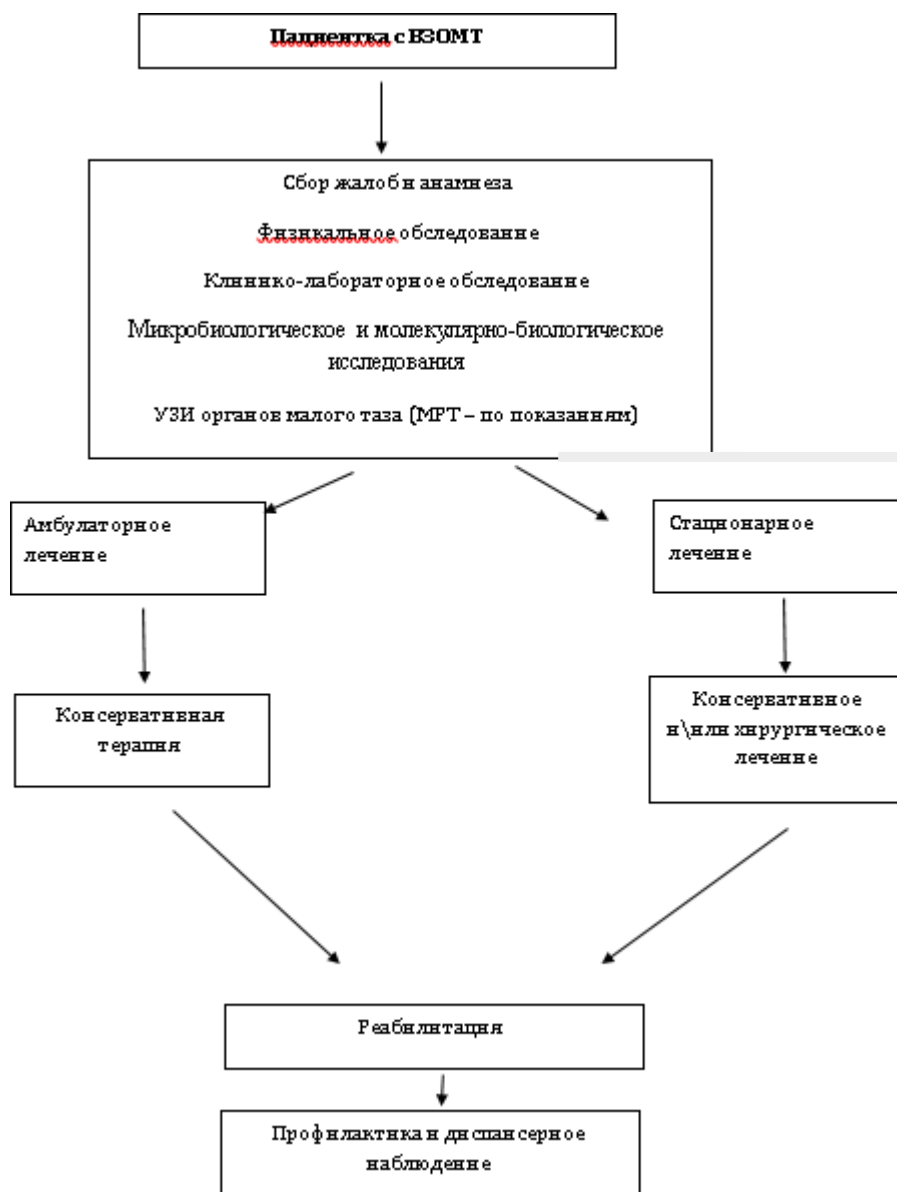 Пациентка с ВЗОМТ
Сбор жалоб и анамнеза
Физикальное обследование
Клинико-лабораторное обследование
Микробиологическое и молекулярно-биологическое
исследования
УЗИ органов малого таза (МРТ – по показаниям)
Амбулаторное
лечение
Стационарное
лечение
Консервативная
терапия
Консервативное
и\или хирургическое
лечение
Реабилитация
Профилактика и диспансерное
наблюдение